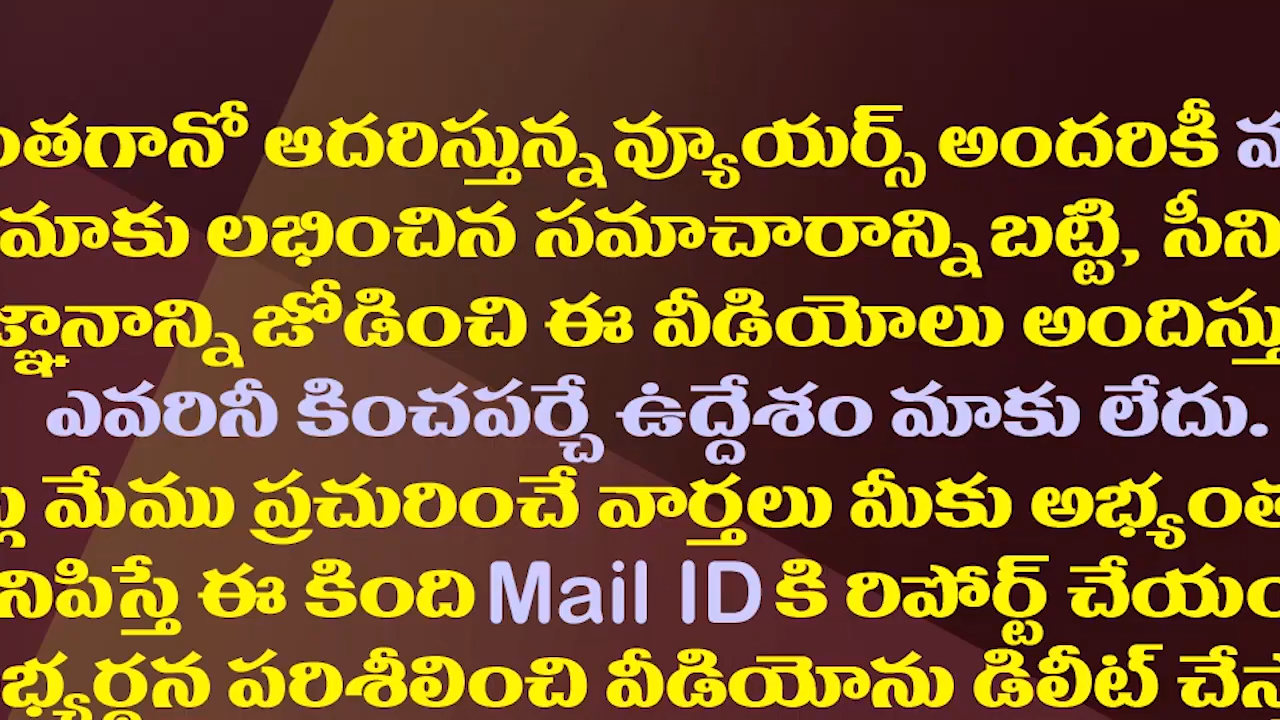 ంతగానో ఆదరిస్తున్న వ్యూయర్స్ అందరికీ
మాకు లభించిన సమాచారాన్ని బట్టి, సీని
జ్ఞానాన్ని జోడించి ఈ వీడియోలు అందిస్తు
ఎవరినీ కించపర్చే ఉద్దేశం మాకు లేదు.
మేము ప్రచురించే వార్తలు మీకు అభ్యంత
నిపిస్తే ఈ కింది Mail ID కి రిపోర్ట్ చేయం
భ్యర్థన పరిశీలించి వీడియోను డిలీట్ చేస